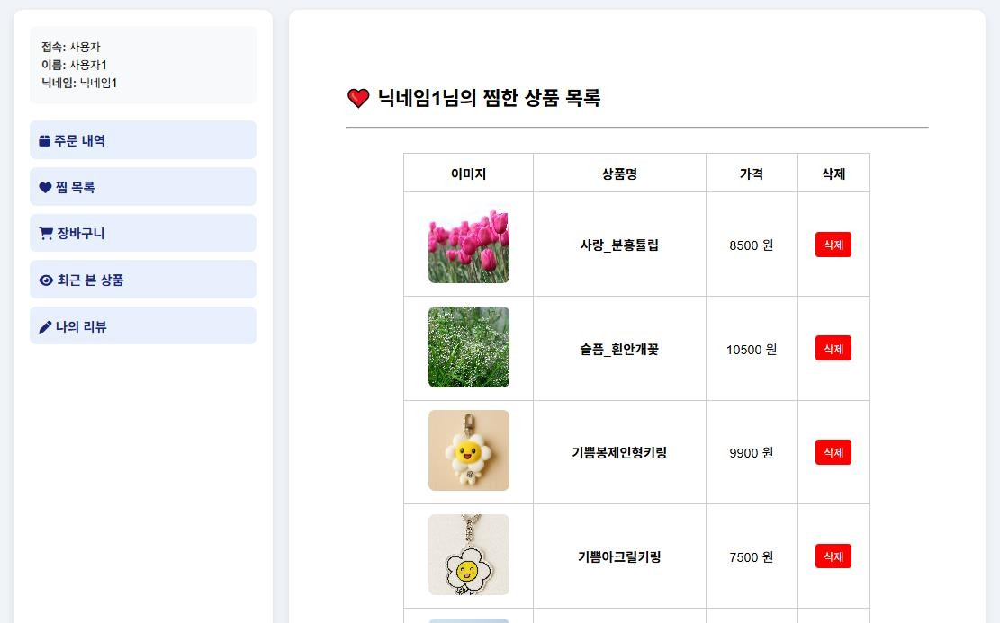 접속: 사용자
이름: 사용자1
닉네임: 닉네임1
주문 내역
찜 목록
장바구니
최근 본 상품
나의 리뷰
닉네임1님의 찜한 상품 목록
이미지 상품명 가격 삭제
사랑_분홍튤립 8500 원 삭제
슬픔_흰안개꽃 10500 원 삭제
기쁨봉제인형키링 9900 원 삭제
기쁨아크릴키링 7500 원 삭제